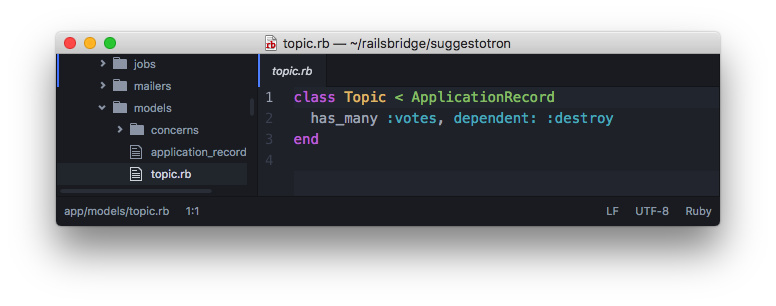 topic.rb — ~/railsbridge/suggestotron
jobs
mailers
models
concerns
application_record
topic.rb
topic.rb
1 class Topic < ApplicationRecord
2 has_many :votes, dependent: :destroy
3 end
4
app/models/topic.rb 1:1 LF UTF-8 Ruby